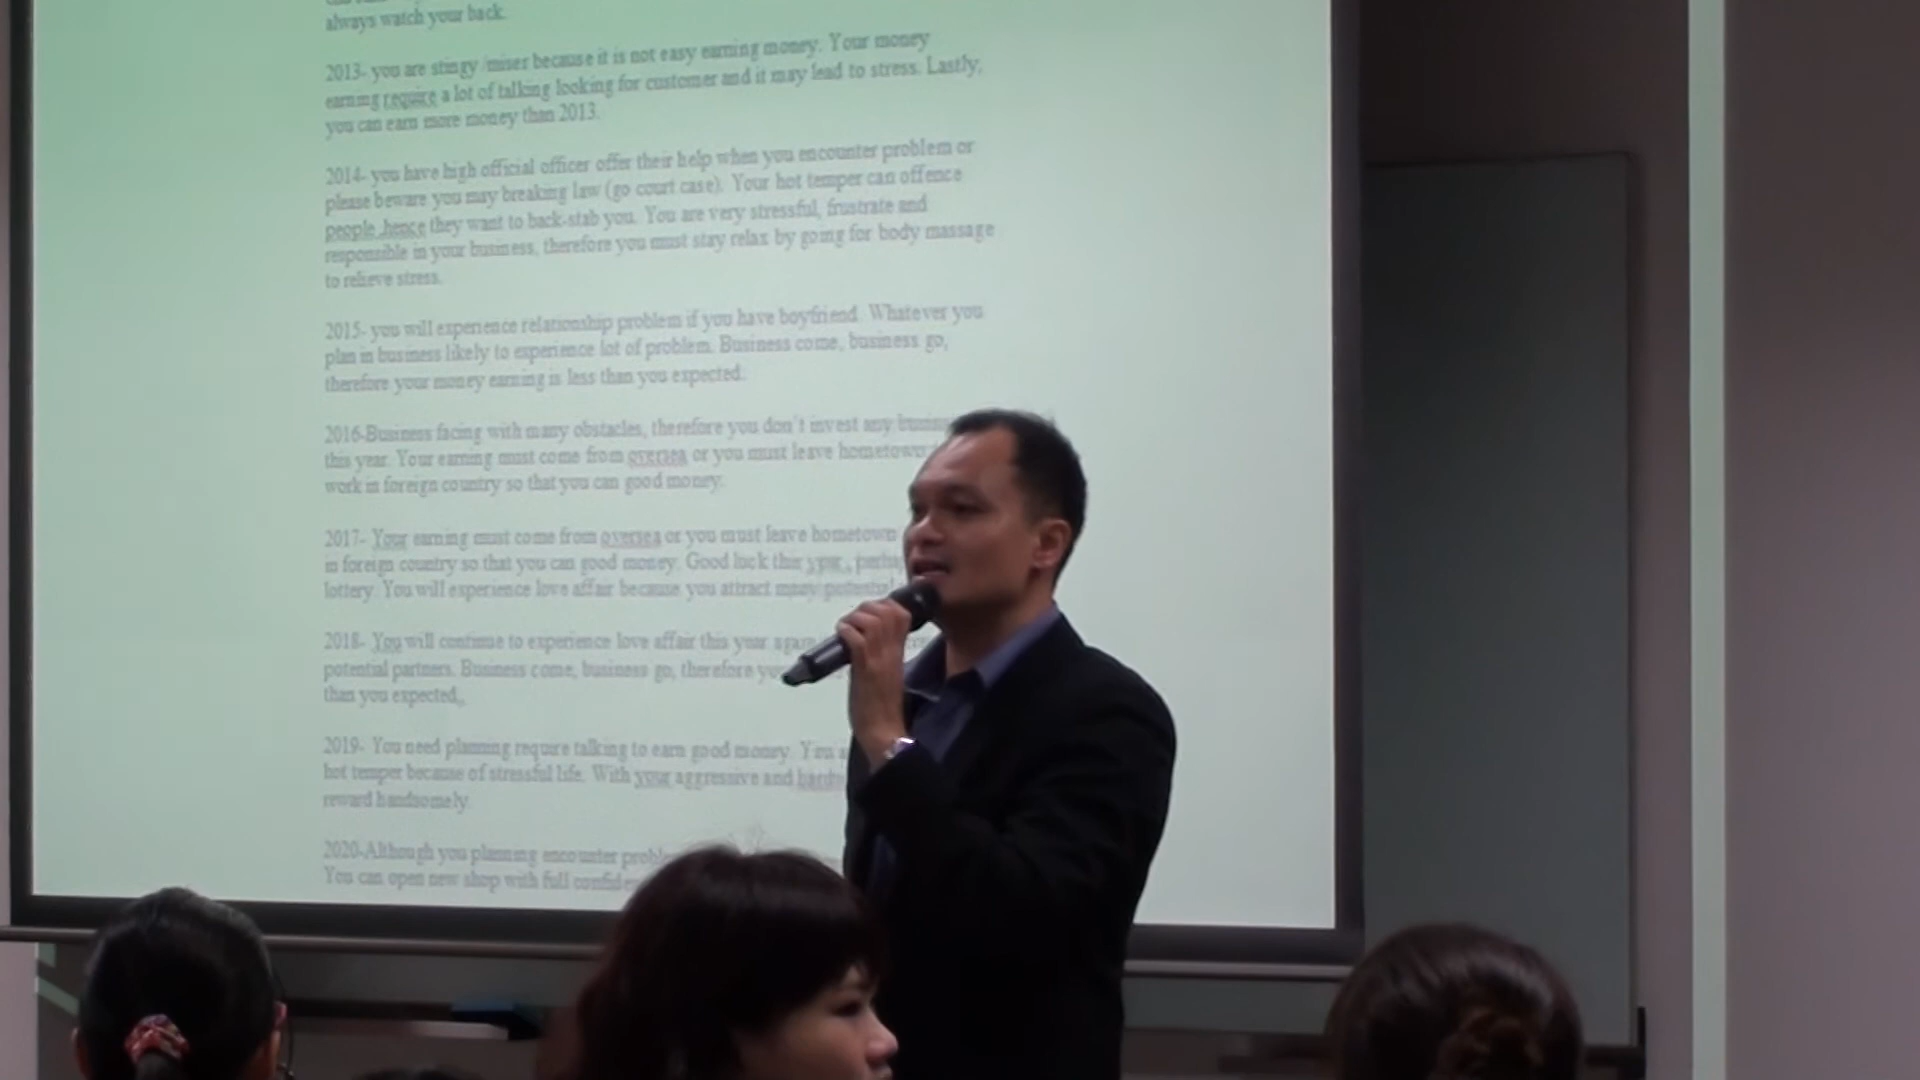 always watch your back.
2013- you are stingy /miser because it is not easy earning money. Your money
earning require a lot of talking looking for customer and it may lead to stress. Lastly,
you can earn more money than 2013.
2014- you have high official officer offer their help when you encounter problem or
please beware you may breaking law (go court case). Your hot temper can offence
people ,hence they want to back-stab you. You are very stressful, frustrate and
responsible in your business, therefore you must stay relax by going for body massage
to relieve stress.
2015- you will experience relationship problem if you have boyfriend. Whatever you
plan in business likely to experience lot of problem. Business come, business go,
therefore your money earning is less than you expected.
2016-Business facing with many obstacles, therefore you don't invest any
this year. Your earning must come from oversea or you must leave hometown
work in foreign country so that you can good money.
2017- Your earning must come from oversea or you must leave hometown
in foreign country so that you can good money. Good luck this year,
lottery. You will experience love affair because you attract many potential
2018- You will continue to experience love affair this year
potential partners. Business come, business go, therefore
than you expected,.
2019- You need planning require talking to earn good money.
hot temper because of stressful life. With your aggressive and
reward handsomely.
2020-Although you planning encounter
You can open new shop with full